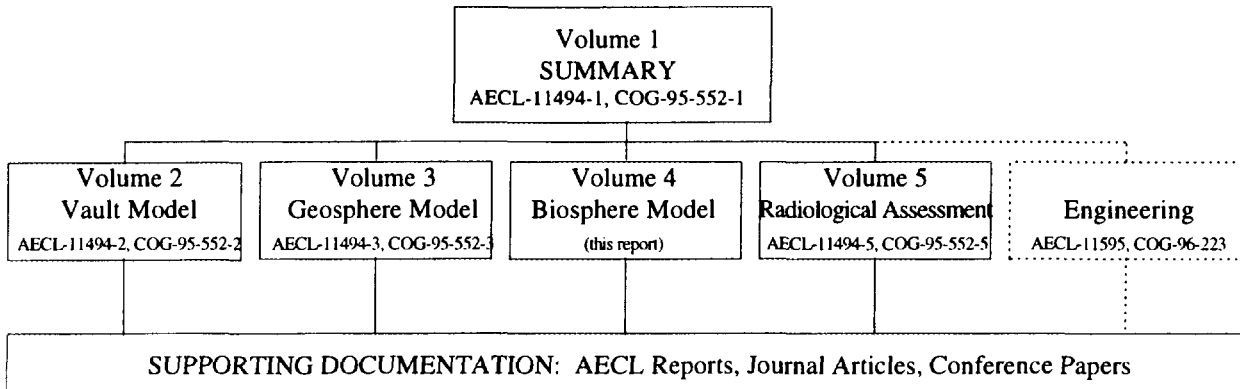 Volume 1
SUMMARY
AECL-11494-1, COG-95-552-1
Volume 2
Vault Model
AECL-11494-2, COG-95-552-2
Volume 3
Geosphere Model
AECL-11494-3, COG-95-552-3
Volume 4
Biosphere Model
(this report)
Volume 5
Radiological Assessment
AECL-11494-5, COG-95-552-5
Engineering
AECL-11595, COG-96-223
SUPPORTING DOCUMENTATION: AECL Reports, Journal Articles, Conference Papers